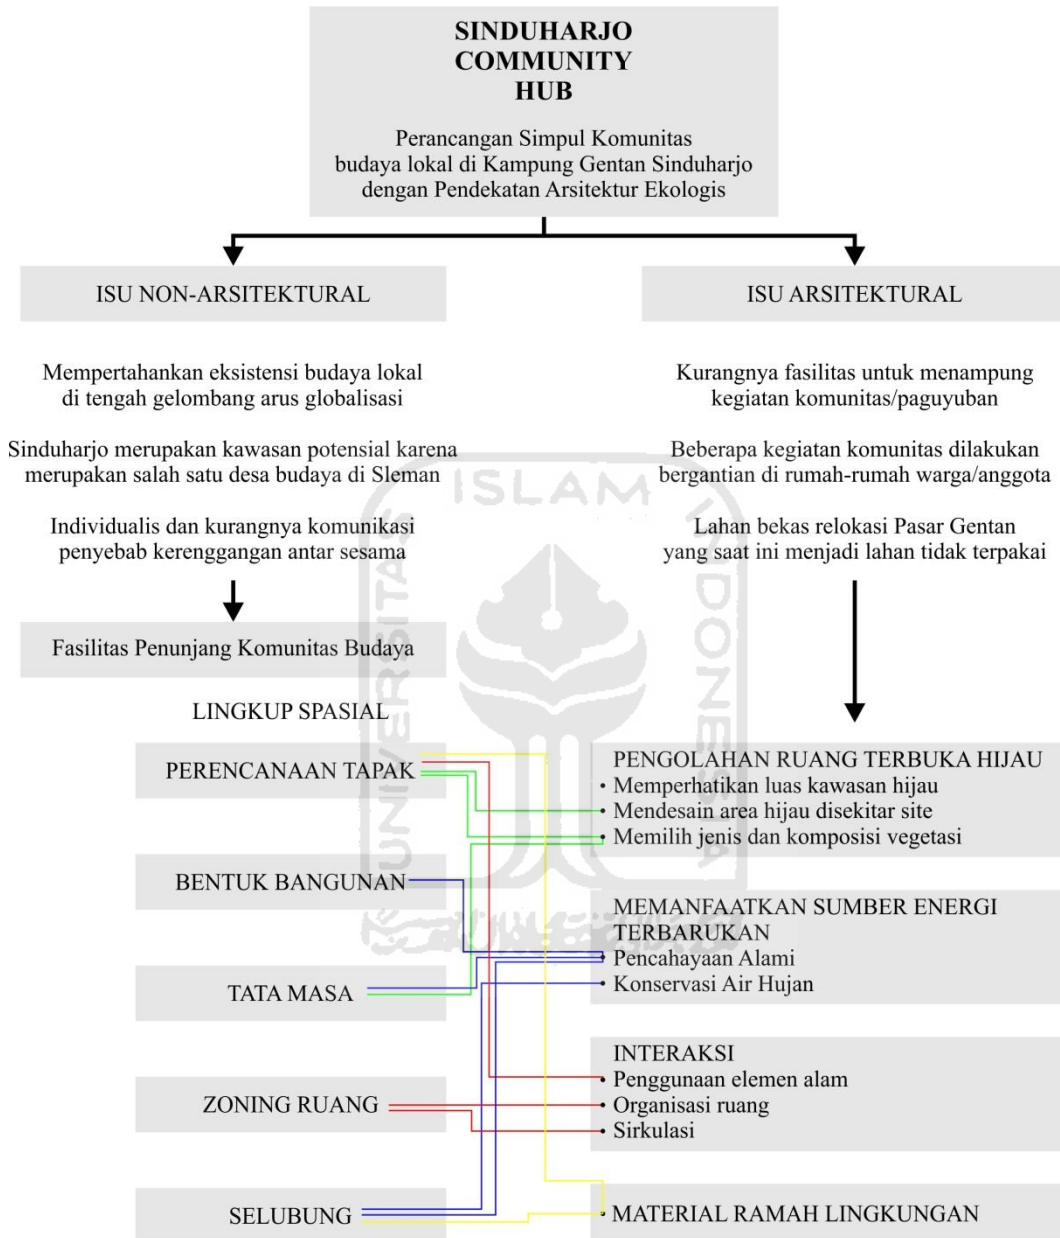 SINDUHARJO
COMMUNITY
HUB
Perancangan Simpul Komunitas
budaya lokal di Kampung Gentan Sinduharjo
dengan Pendekatan Arsitektur Ekologis
ISU NON-ARSITEKTURAL
Mempertahankan eksistensi budaya lokal
di tengah gelombang arus globalisasi
Sinduharjo merupakan kawasan potensial karena
merupakan salah satu desa budaya di Sleman
Individualis dan kurangnya komunikasi
penyebab kerenggangan antar sesama
Fasilitas Penunjang Komunitas Budaya
ISU ARSITEKTURAL
Kurangnya fasilitas untuk menampung
kegiatan komunitas/paguyuban
Beberapa kegiatan komunitas dilakukan
bergantian di rumah-rumah warga/anggota
Lahan bekas relokasi Pasar Gentan
yang saat ini menjadi lahan tidak terpakai
LINGKUP SPASIAL
PERENCANAAN TAPAK
BENTUK BANGUNAN
TATA MASA
ZONING RUANG
SELUBUNG
PENGOLAHAN RUANG TERBUKA HIJAU
• Memperhatikan luas kawasan hijau
• Mendesain area hijau disekitar site
• Memilih jenis dan komposisi vegetasi
MEMANFAATKAN SUMBER ENERGI
TERBARUKAN
• Pencahayaan Alami
• Konservasi Air Hujan
INTERAKSI
• Penggunaan elemen alam
• Organisasi ruang
• Sirkulasi
• MATERIAL RAMAH LINGKUNGAN
UNIVERSITAS
ISLAM
INDONESIA